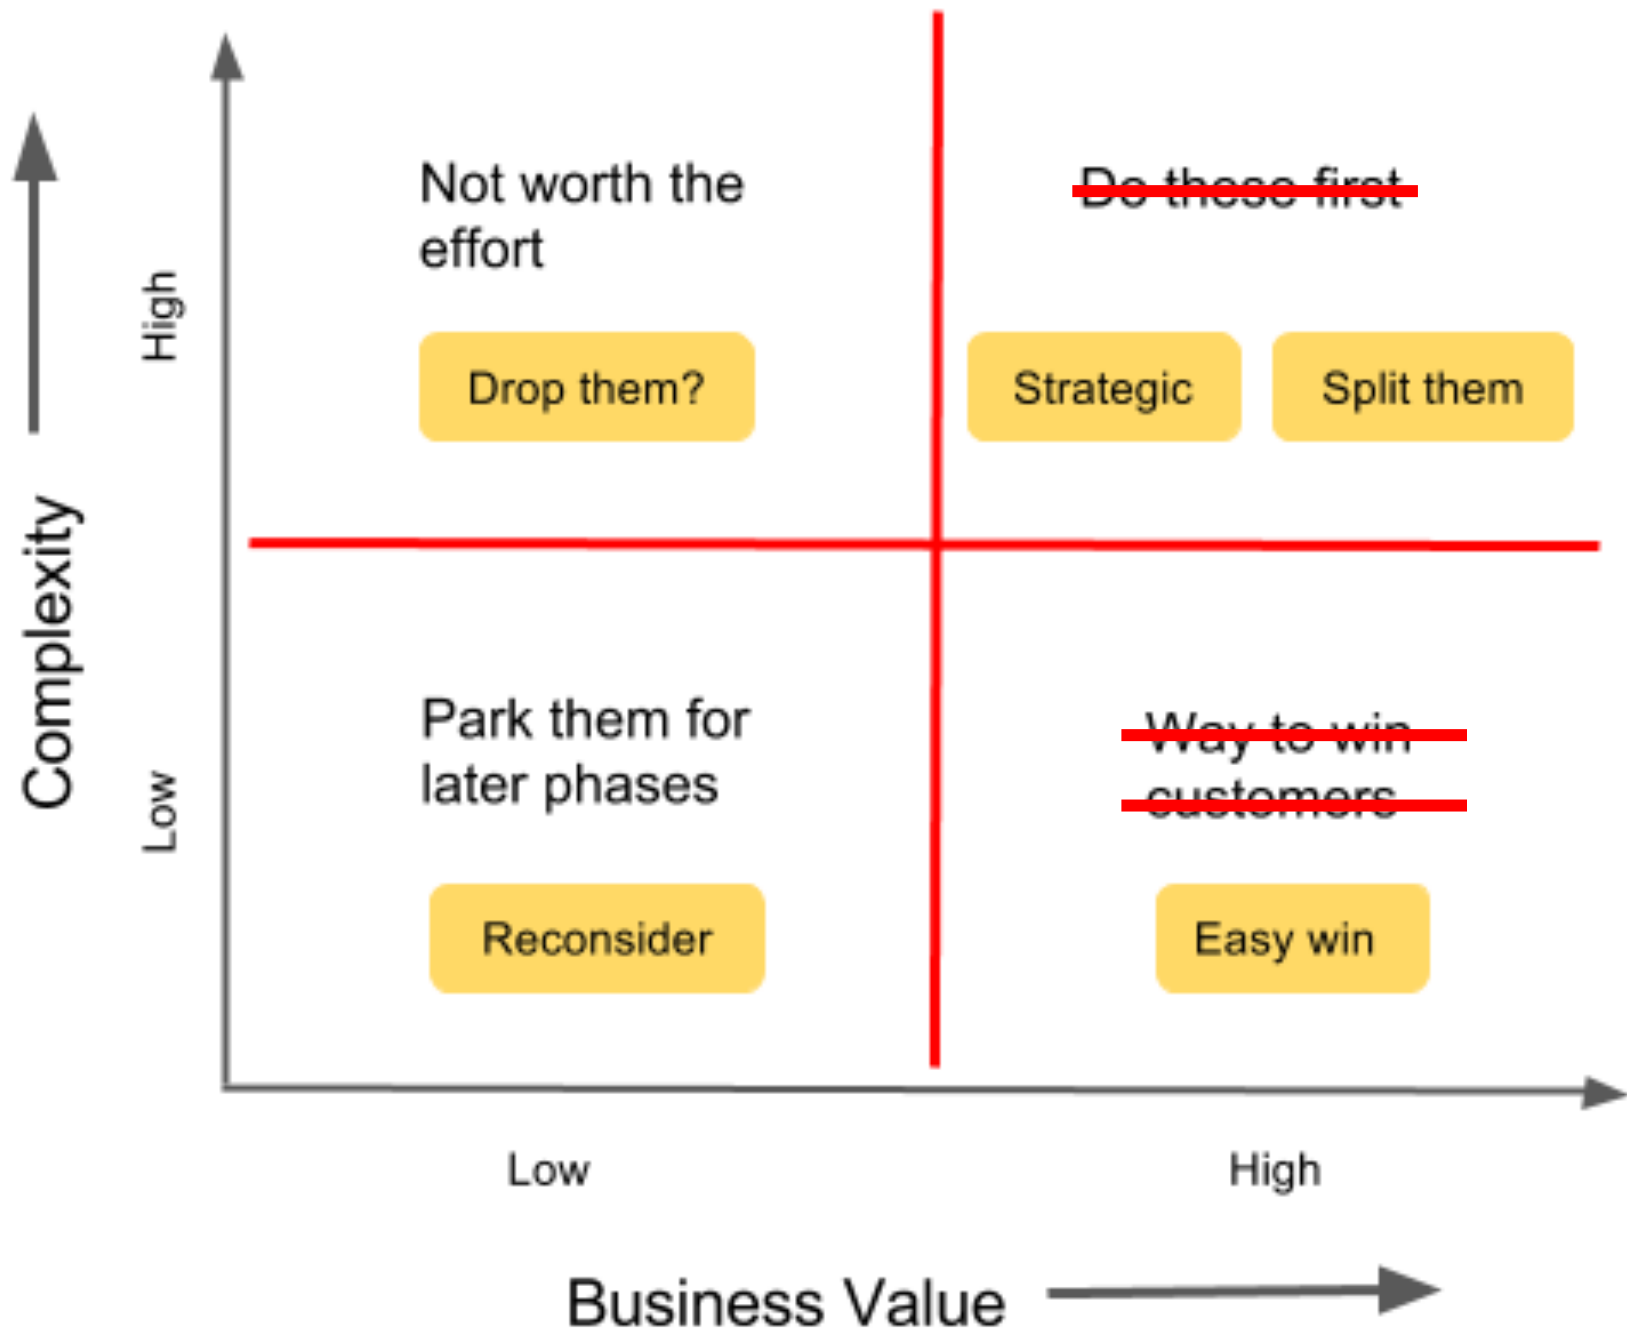 Not worth the
effort
Do these first
Drop them?
Strategic
Split them
High
Complexity
Low
Park them for
later phases
Way to win
customers
Reconsider
Easy win
Low
High
Business Value